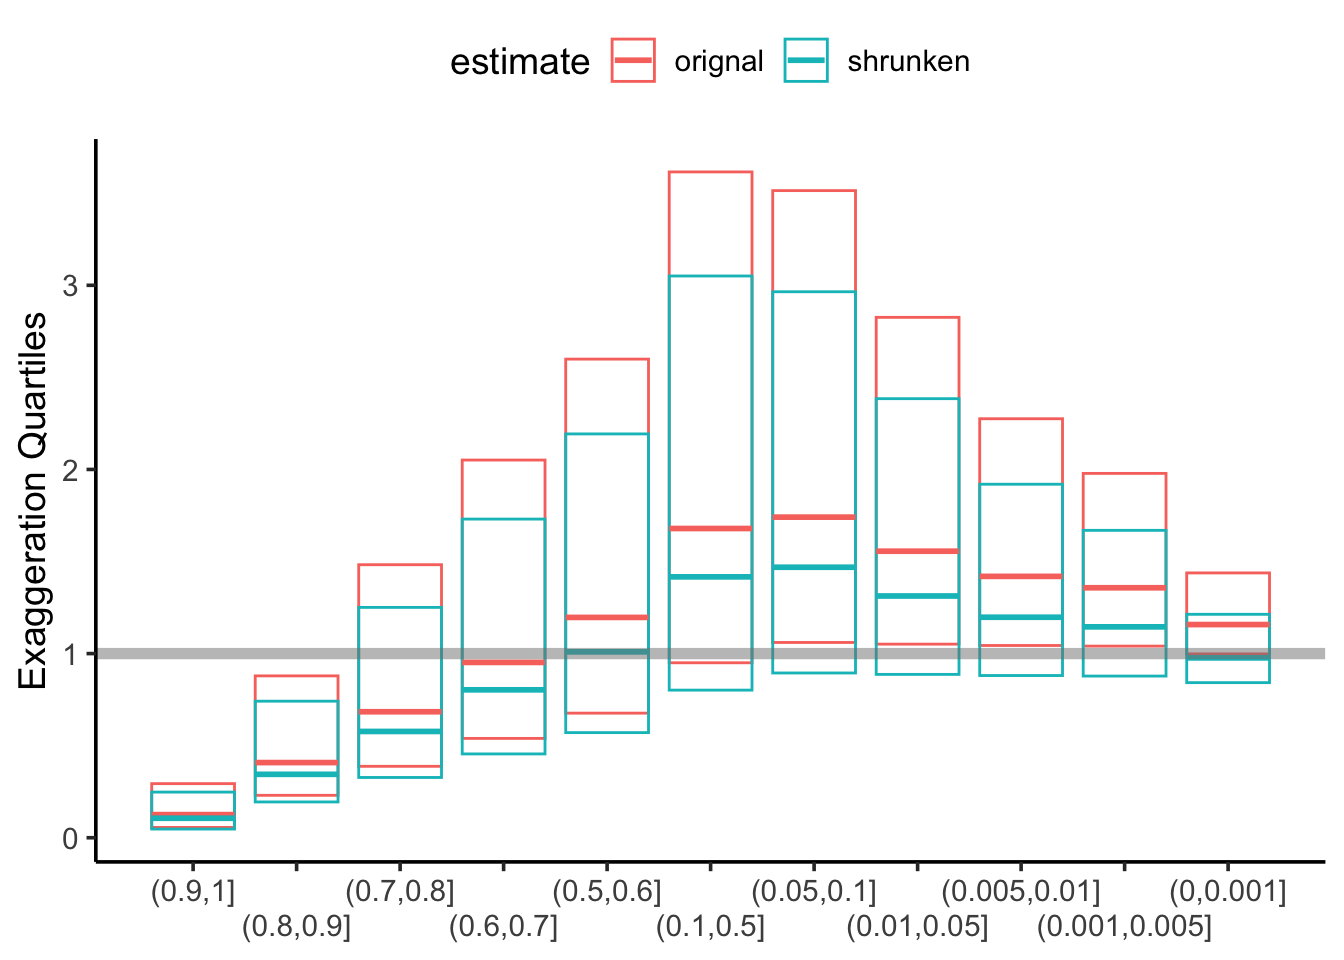 estimate orignal shrunken
Exaggeration Quartiles
3
2
1
0
(0.9,1] (0.7,0.8] (0.5,0.6] (0.05,0.1] (0.005,0.01] (0,0.001]
(0.8,0.9] (0.6,0.7] (0.1,0.5] (0.01,0.05] (0.001,0.005]